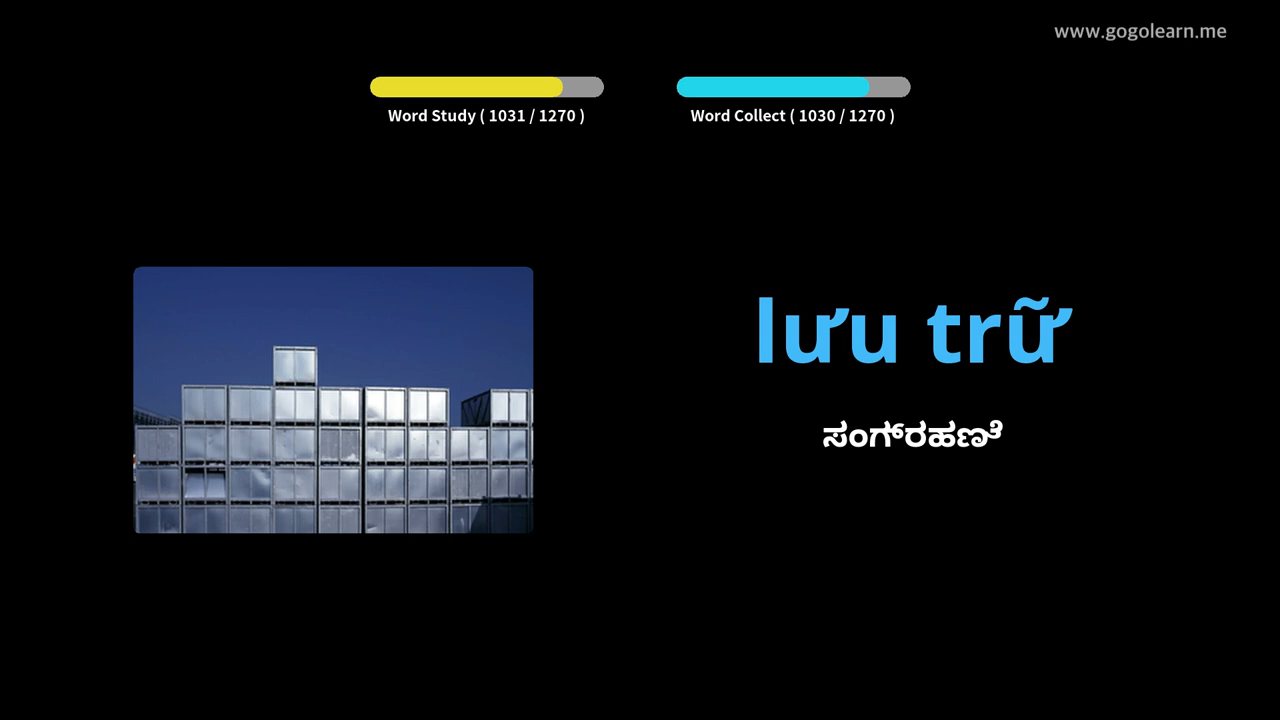 www.gogolearn.me
Word Study ( 1031 / 1270 )
Word Collect ( 1030 / 1270 )
lưu trữ
ಸಂಗ್ರಹಣೆ